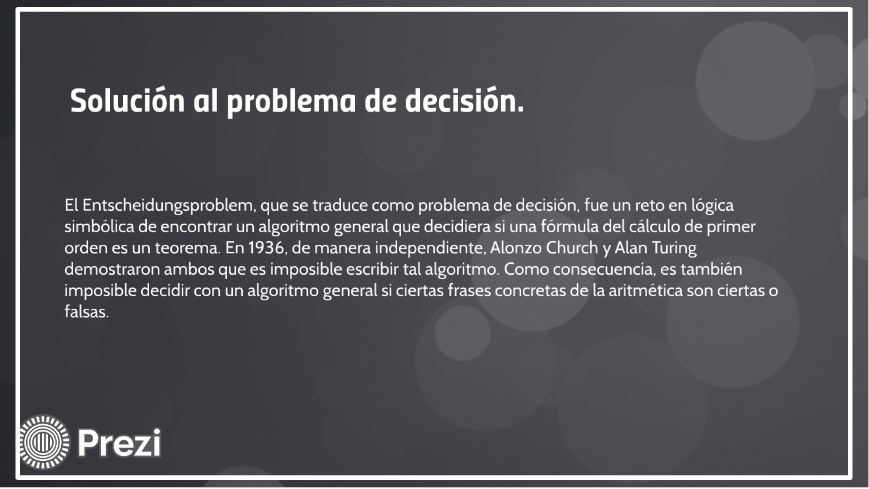 Solución al problema de decisión.
El Entscheidungsproblem, que se traduce como problema de decisión, fue un reto en lógica
simbólica de encontrar un algoritmo general que decidiera si una fórmula del cálculo de primer
orden es un teorema. En 1936, de manera independiente, Alonzo Church y Alan Turing
demostraron ambos que es imposible escribir tal algoritmo. Como consecuencia, es también
imposible decidir con un algoritmo general si ciertas frases concretas de la aritmética son ciertas o
falsas.
Prezi